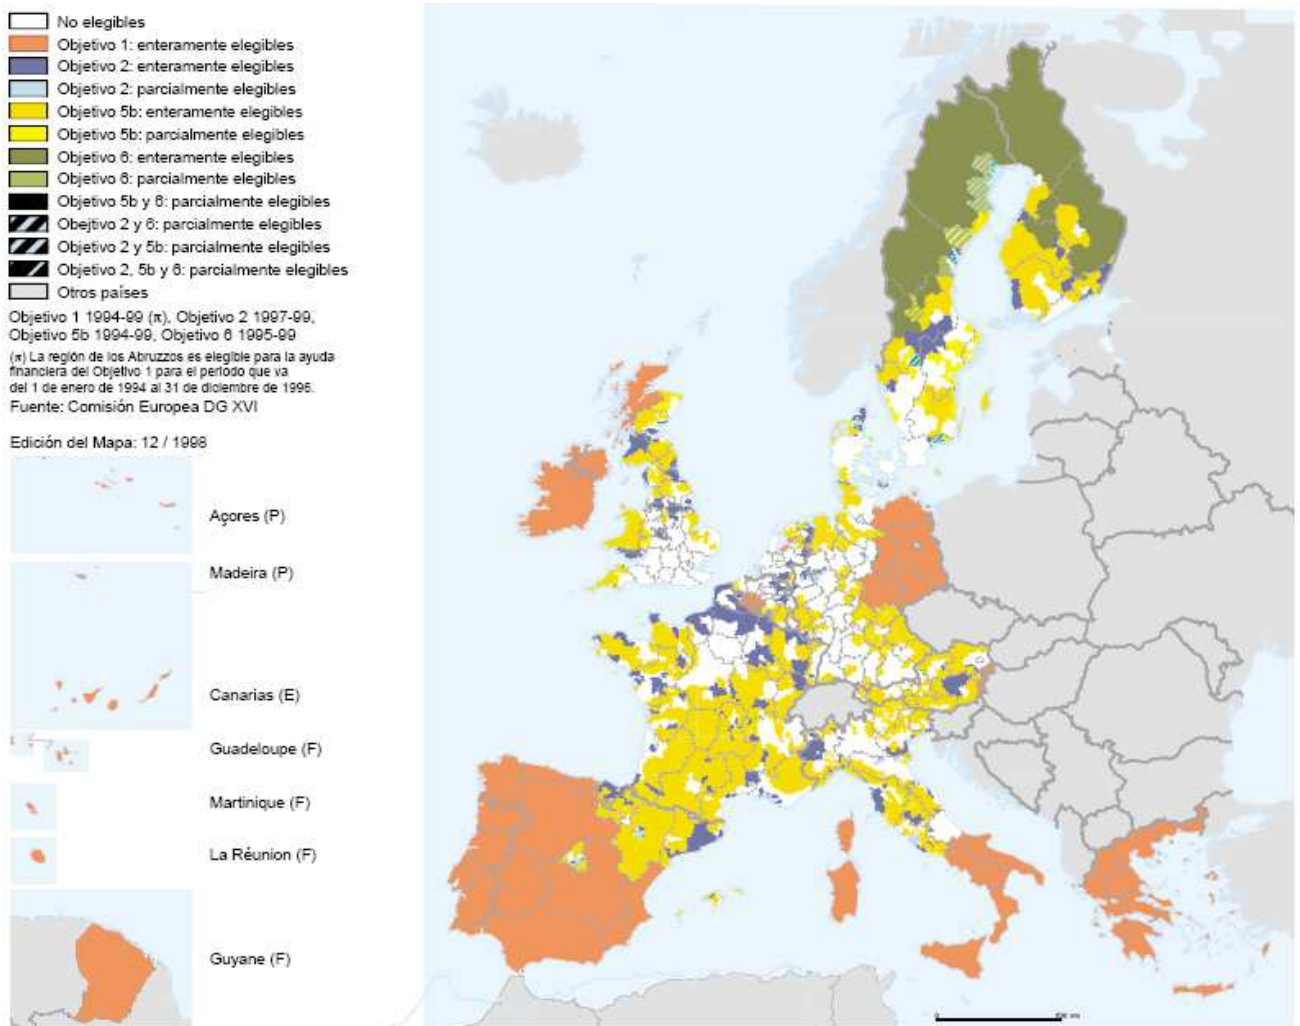 No elegibles
Objetivo 1: enteramente elegibles
Objetivo 2: enteramente elegibles
Objetivo 2: parcialmente elegibles
Objetivo 5b: enteramente elegibles
Objetivo 5b: parcialmente elegibles
Objetivo 6: enteramente elegibles
Objetivo 6: parcialmente elegibles
Objetivo 5b y 6: parcialmente elegibles
Obejtivo 2 y 6: parcialmente elegibles
Objetivo 2 y 5b: parcialmente elegibles
Objetivo 2, 5b y 6: parcialmente elegibles
Otros países
Objetivo 1 1994-99 (π), Objetivo 2 1997-99,
Objetivo 5b 1994-99, Objetivo 6 1995-99
(π) La región de los Abruzzos es elegible para la ayuda
financiera del Objetivo 1 para el período que va
del 1 de enero de 1994 al 31 de diciembre de 1996.
Fuente: Comisión Europea DG XVI
Edición del Mapa: 12 / 1998
Açores (P)
Madeira (P)
Canarias (E)
Guadeloupe (F)
Martinique (F)
La Réunion (F)
Guyane (F)
0